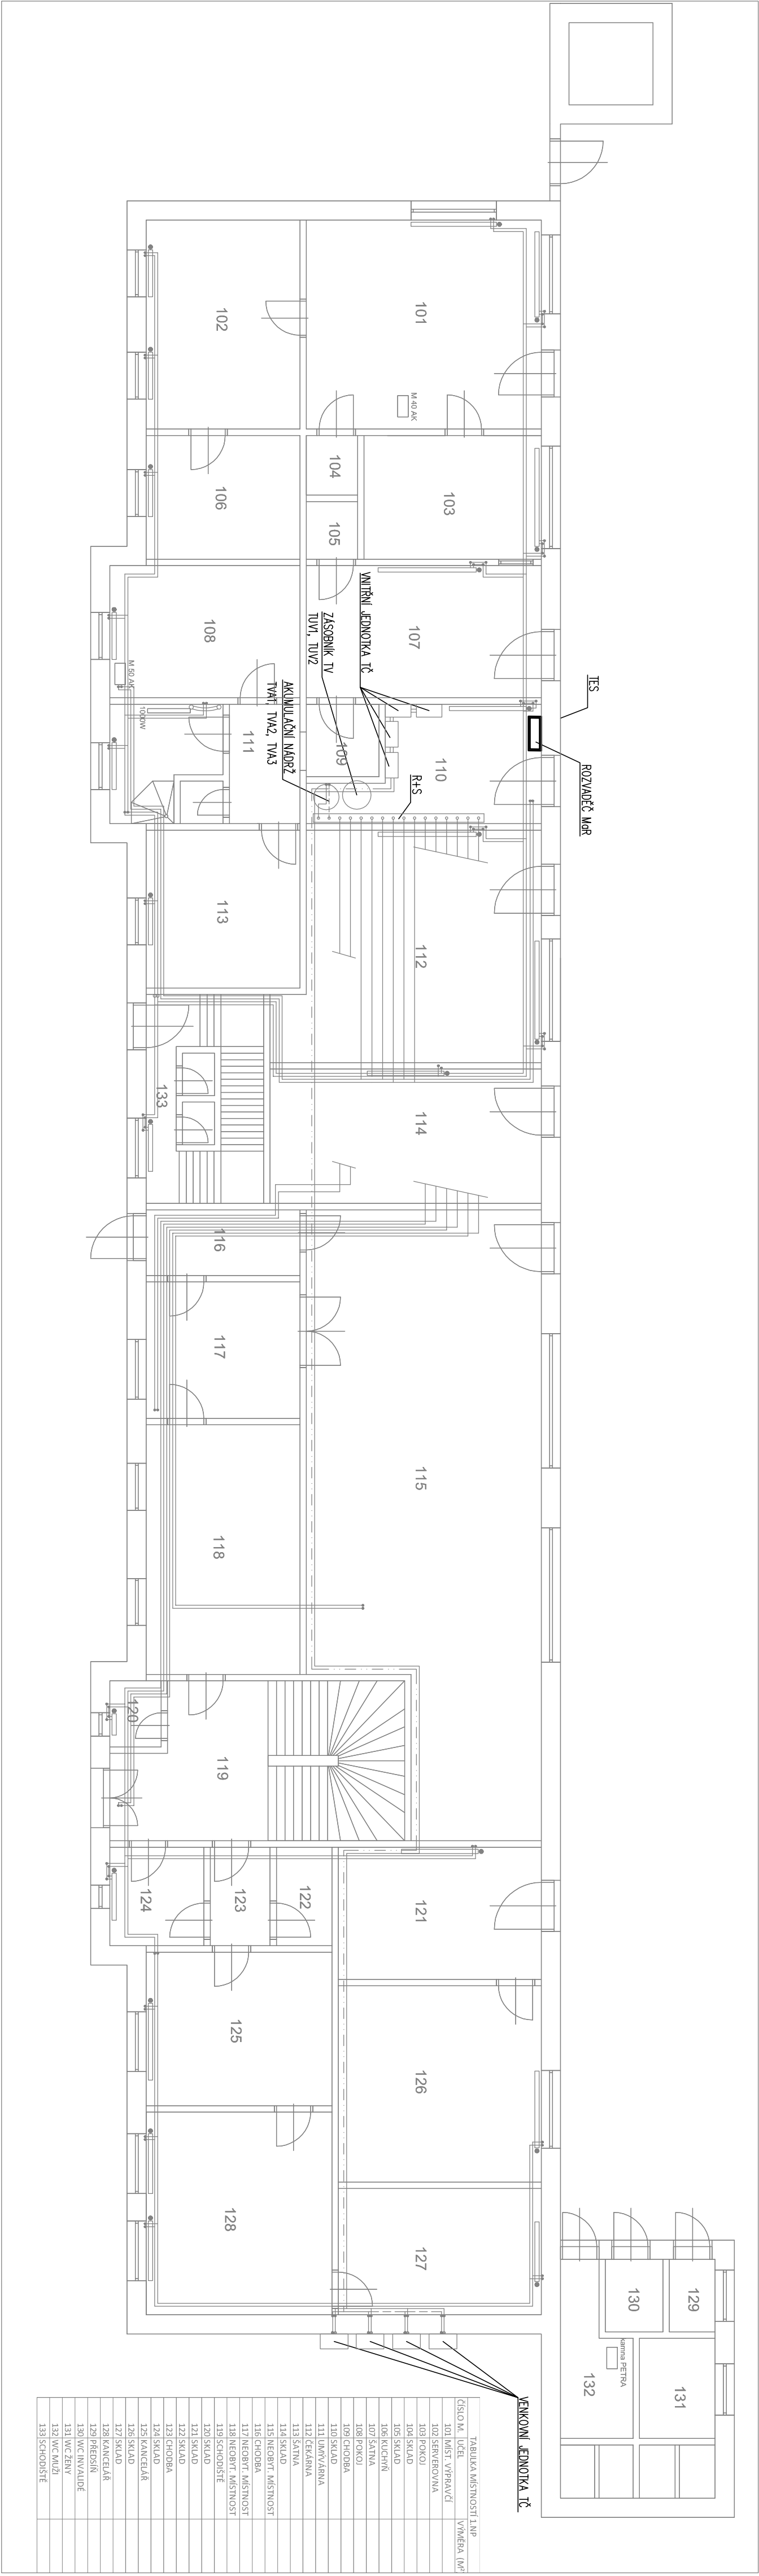 TES
ROZVADĚČ MaR
VNITŘNÍ JEDNOTKA TČ
ZÁSOBNÍK TV
TUV1, TUV2
AKUMULAČNÍ NÁDRŽ
TVAT, TVA2, TVA3
R+S
VENKOVNÍ JEDNOTKA TČ
M 40 AK
M 50 AK
1000W
kamna PETRA
101
102
103
104
105
106
107
108
109
110
111
112
113
114
115
116
117
118
119
120
121
122
123
124
125
126
127
128
129
130
131
132
133
TABULKA MÍSTNOSTÍ 1.NP
ČÍSLO M. ÚČEL VÝMĚRA (M²
101 MÍST. VÝPRAVČÍ
102 SERVEROVNA
103 POKOJ
104 SKLAD
105 SKLAD
106 KUCHYŇ
107 ŠATNA
108 POKOJ
109 CHODBA
110 SKLAD
111 UMÝVÁRNA
112 ČEKÁRNA
113 ŠATNA
114 SKLAD
115 NEOBYT. MÍSTNOST
116 CHODBA
117 NEOBYT. MÍSTNOST
118 NEOBYT. MÍSTNOST
119 SCHODIŠTĚ
120 SKLAD
121 SKLAD
122 SKLAD
123 CHODBA
124 SKLAD
125 KANCELÁŘ
126 SKLAD
127 SKLAD
128 KANCELÁŘ
129 PŘEDSÍŇ
130 WC INVALIDÉ
131 WC ŽENY
132 WC MUŽI
133 SCHODIŠTĚ